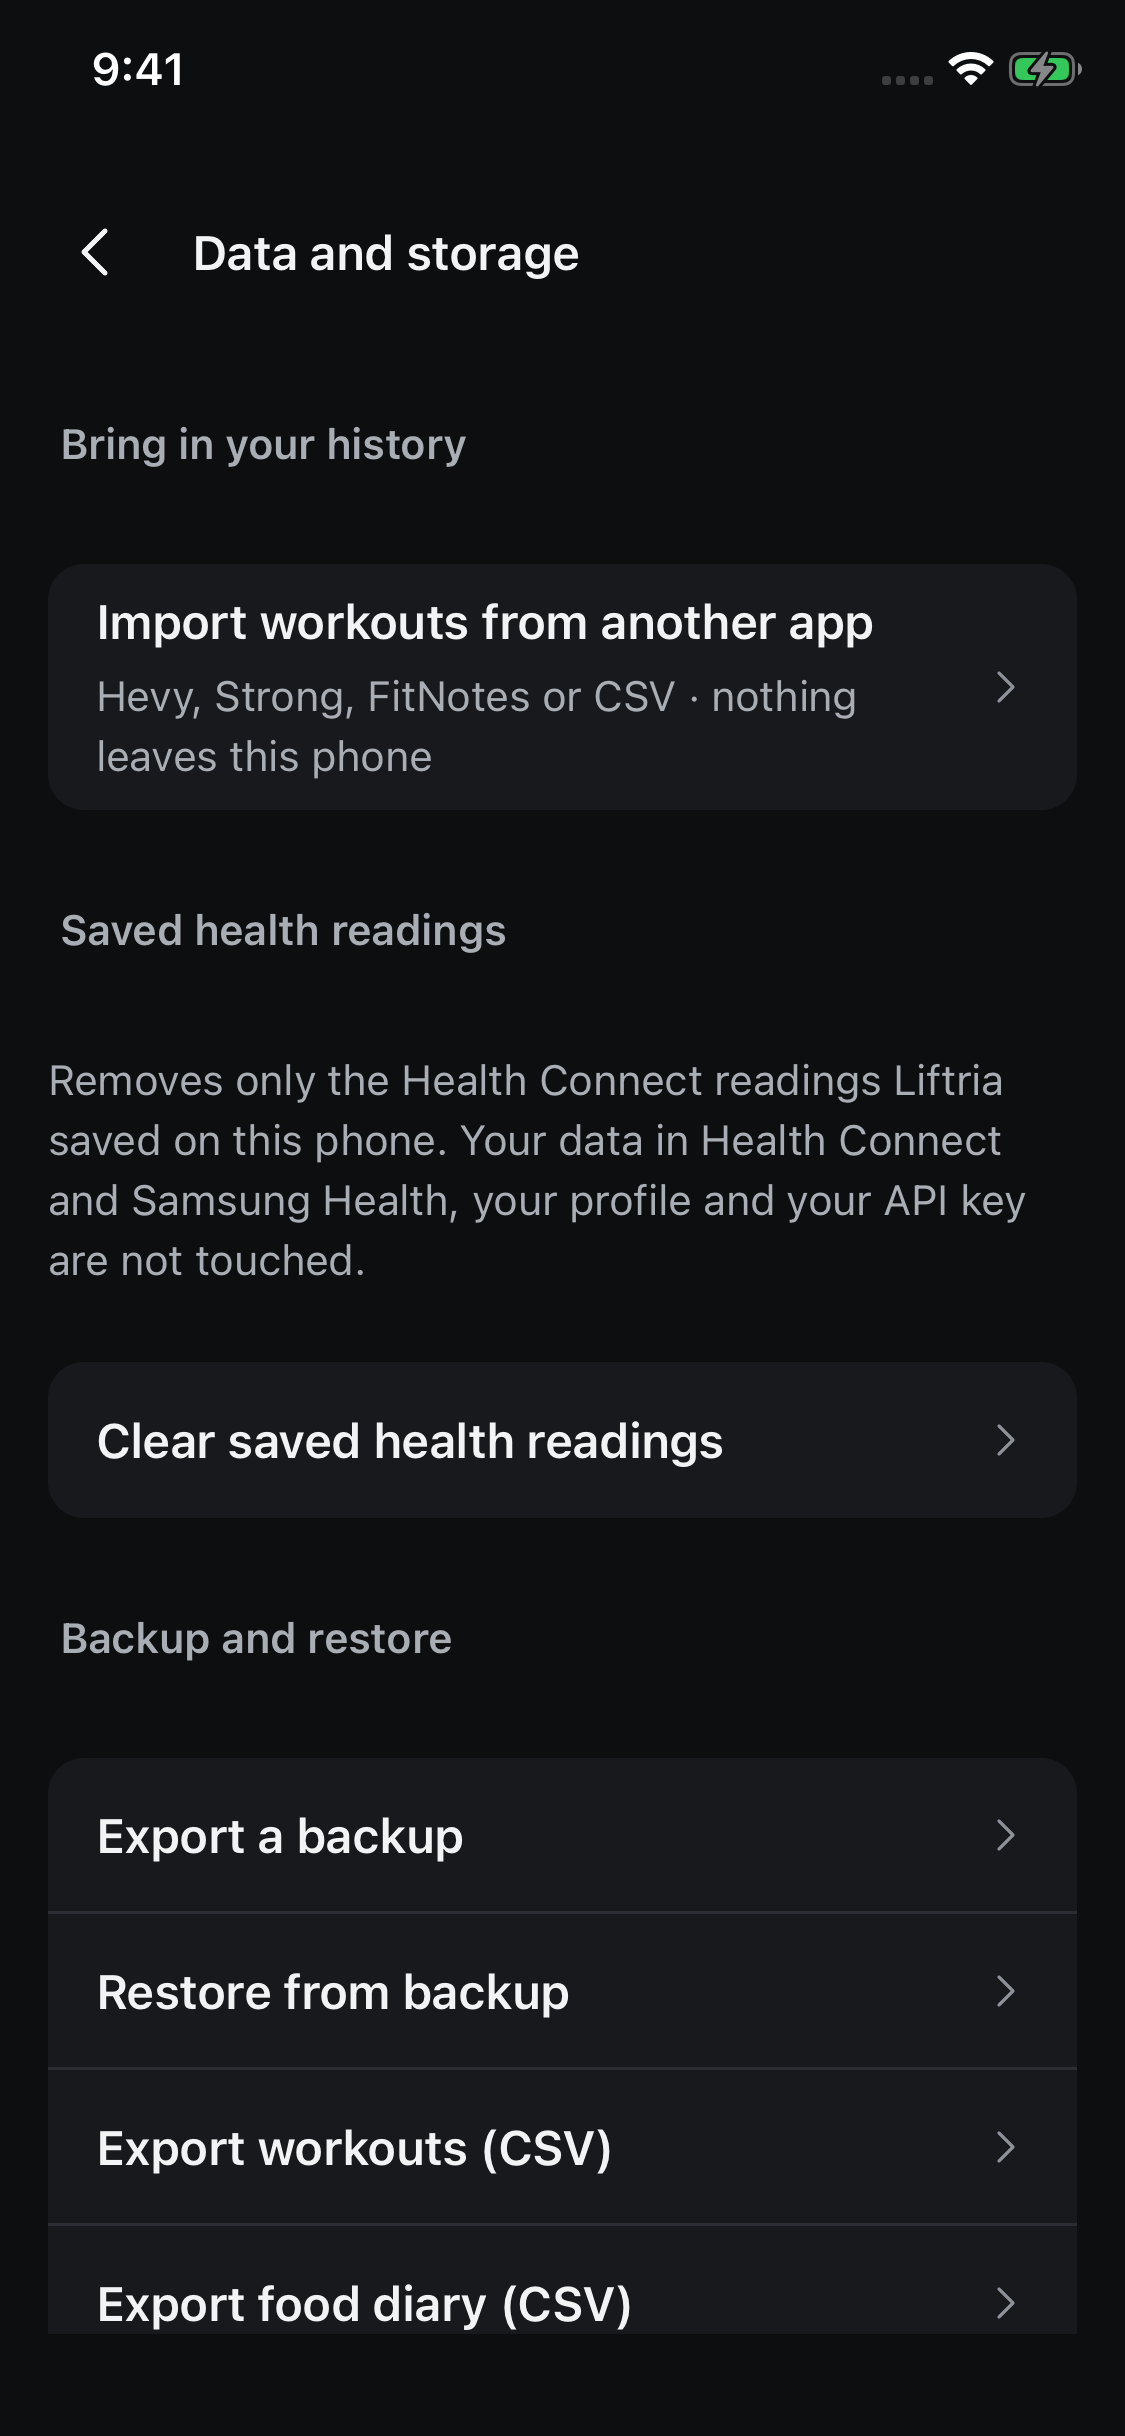 9:41
Data and storage
Bring in your history
Import workouts from another app
Hevy, Strong, FitNotes or CSV · nothing
leaves this phone
Saved health readings
Removes only the Health Connect readings Liftria
saved on this phone. Your data in Health Connect
and Samsung Health, your profile and your API key
are not touched.
Clear saved health readings
Backup and restore
Export a backup
Restore from backup
Export workouts (CSV)
Export food diary (CSV)